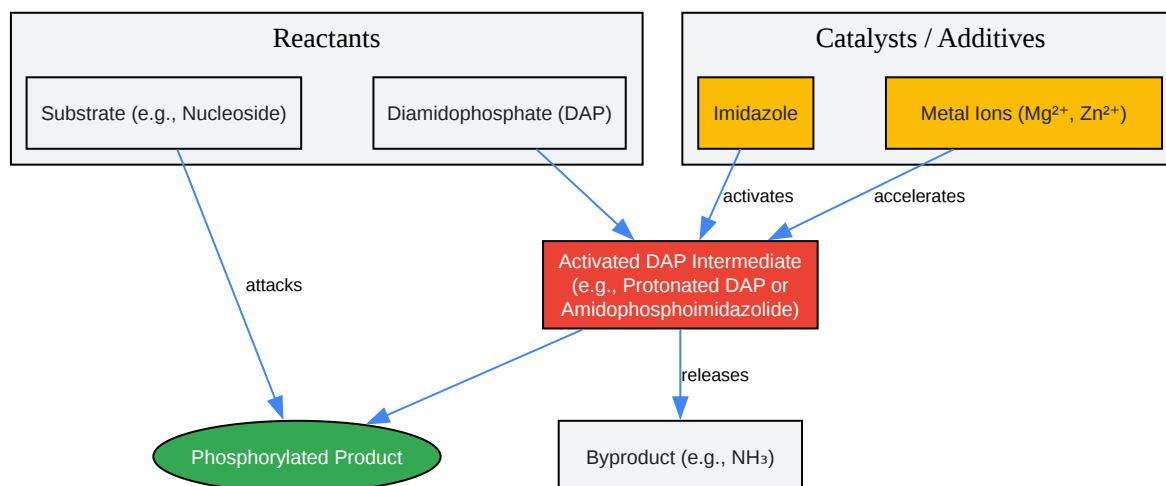 Reactants
Catalysts / Additives
Substrate (e.g., Nucleoside)
Diamidophosphate (DAP)
Imidazole
Metal Ions (Mg²⁺, Zn²⁺)
activates
accelerates
Activated DAP Intermediate
(e.g., Protonated DAP or
Amidophosphoimidazolide)
attacks
releases
Phosphorylated Product
Byproduct (e.g., NH₃)